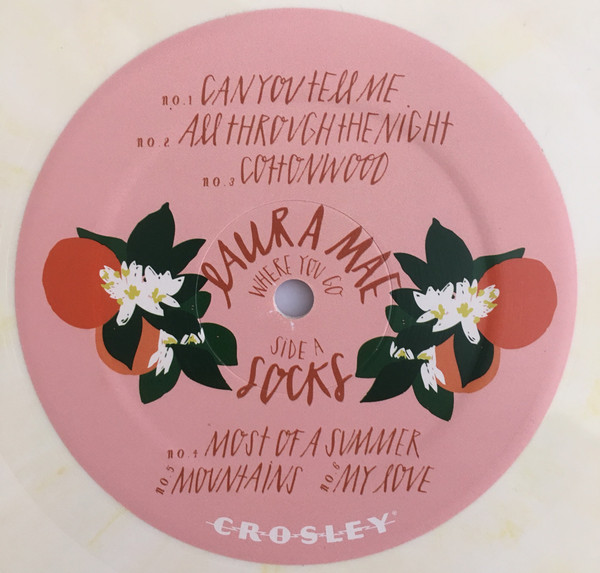 no.1 CAN YOU TELL ME
no.2 ALL THROUGH THE NIGHT
no.3 COTTONWOOD
LAURA MAE
WHERE YOU GO
SIDE A
SOCKS
no.4 MOST OF A SUMMER
no.5 MOUNTAINS no.6 MY LOVE
CROSLEY®